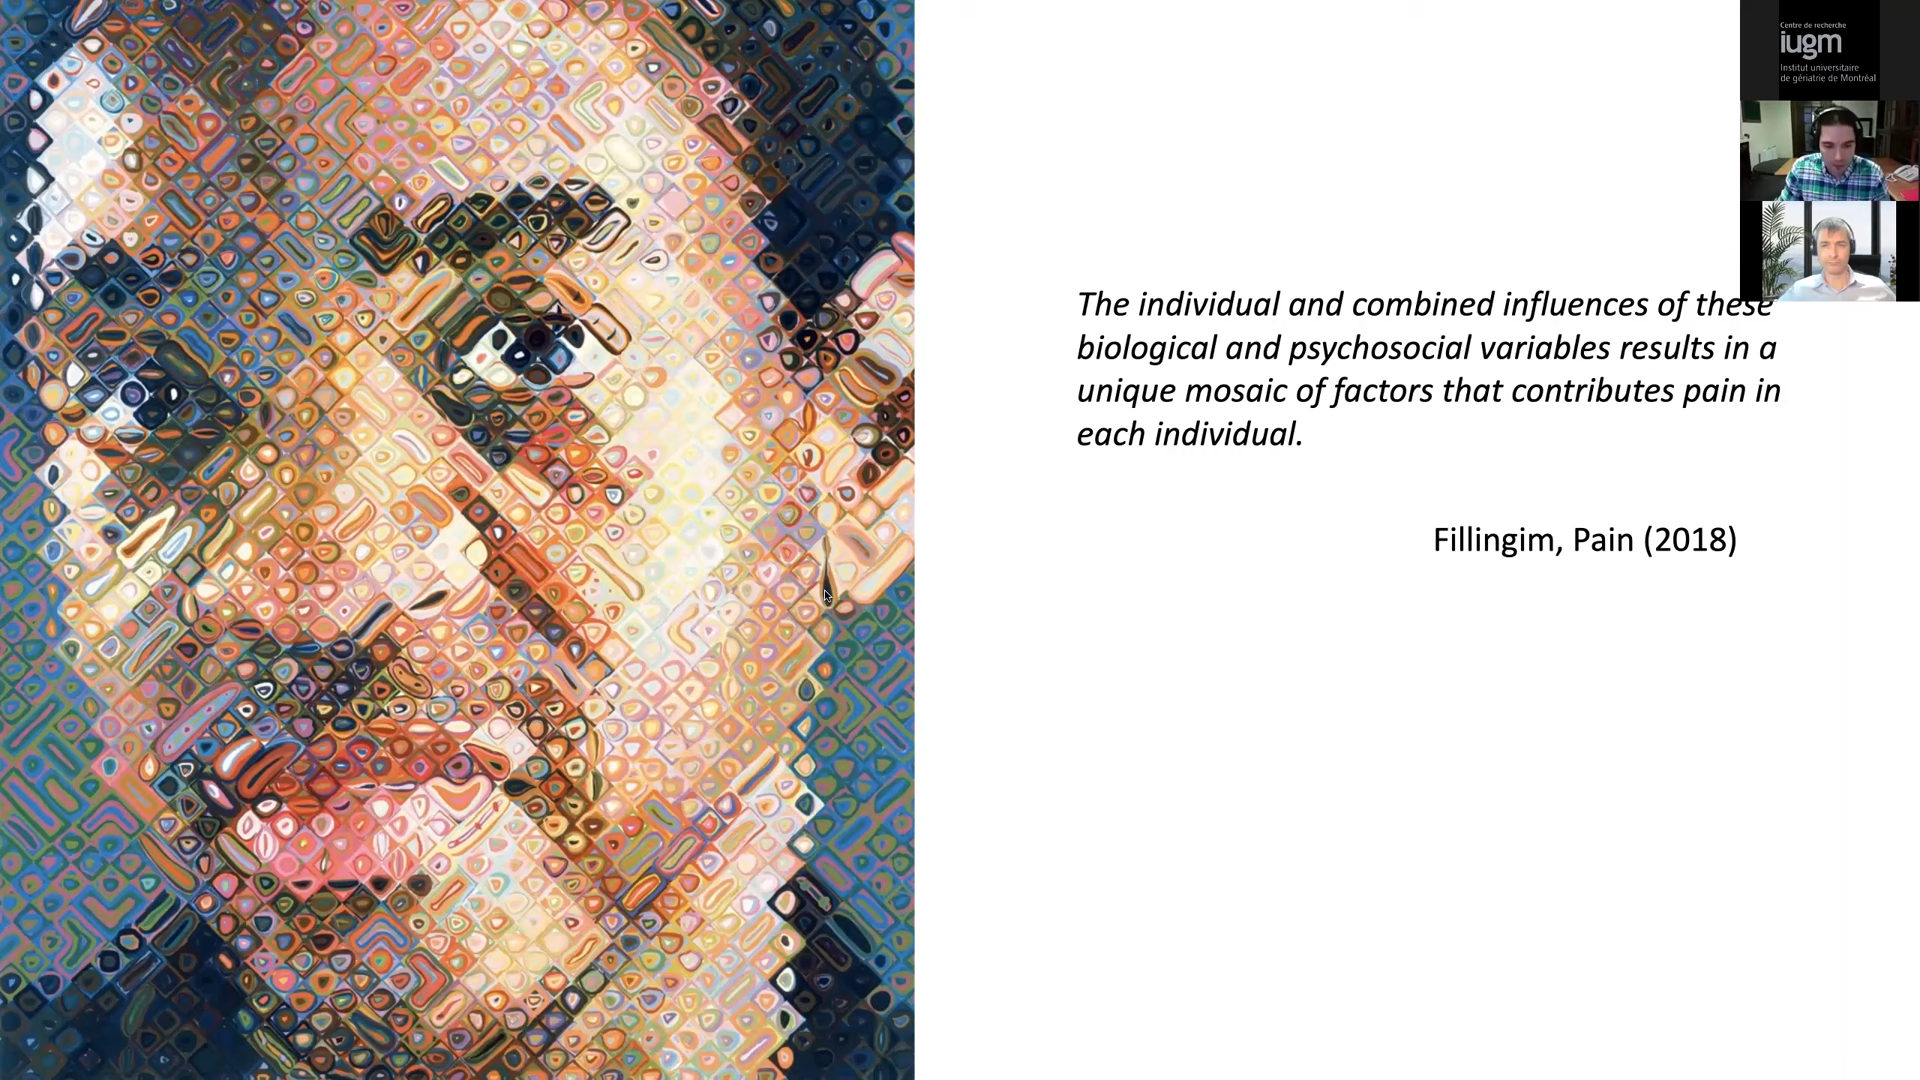 Centre de recherche
iugm
Institut universitaire
de gériatrie de Montréal
The individual and combined influences of these
biological and psychosocial variables results in a
unique mosaic of factors that contributes pain in
each individual.
Fillingim, Pain (2018)